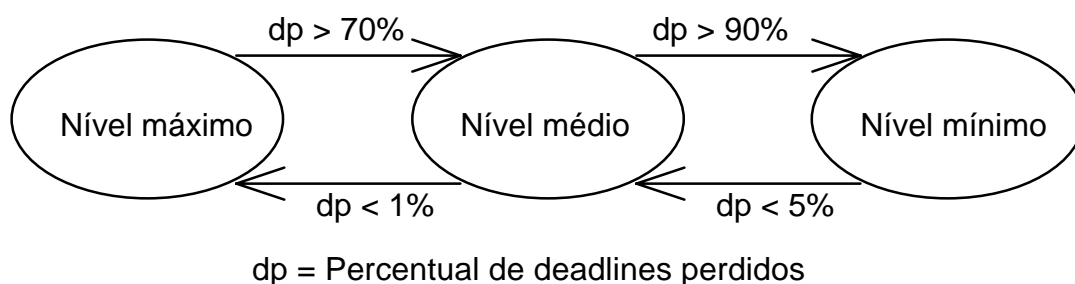 dp > 70%
dp > 90%
Nível máximo
Nível médio
Nível mínimo
dp < 1%
dp < 5%
dp = Percentual de deadlines perdidos